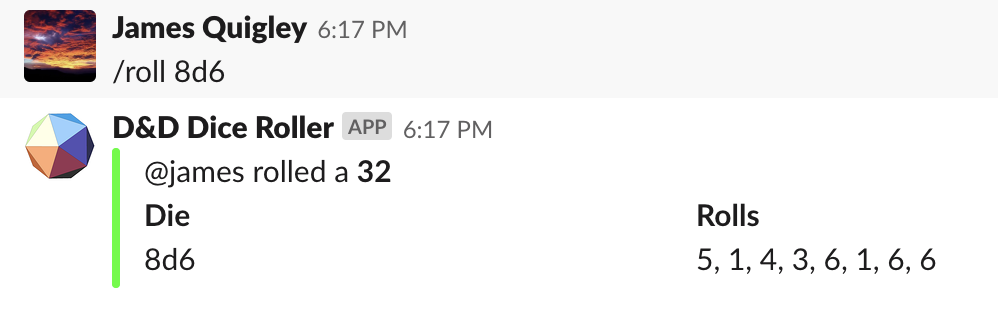 James Quigley 6:17 PM
/roll 8d6
D&D Dice Roller APP 6:17 PM
@james rolled a 32
Die Rolls
8d6 5, 1, 4, 3, 6, 1, 6, 6